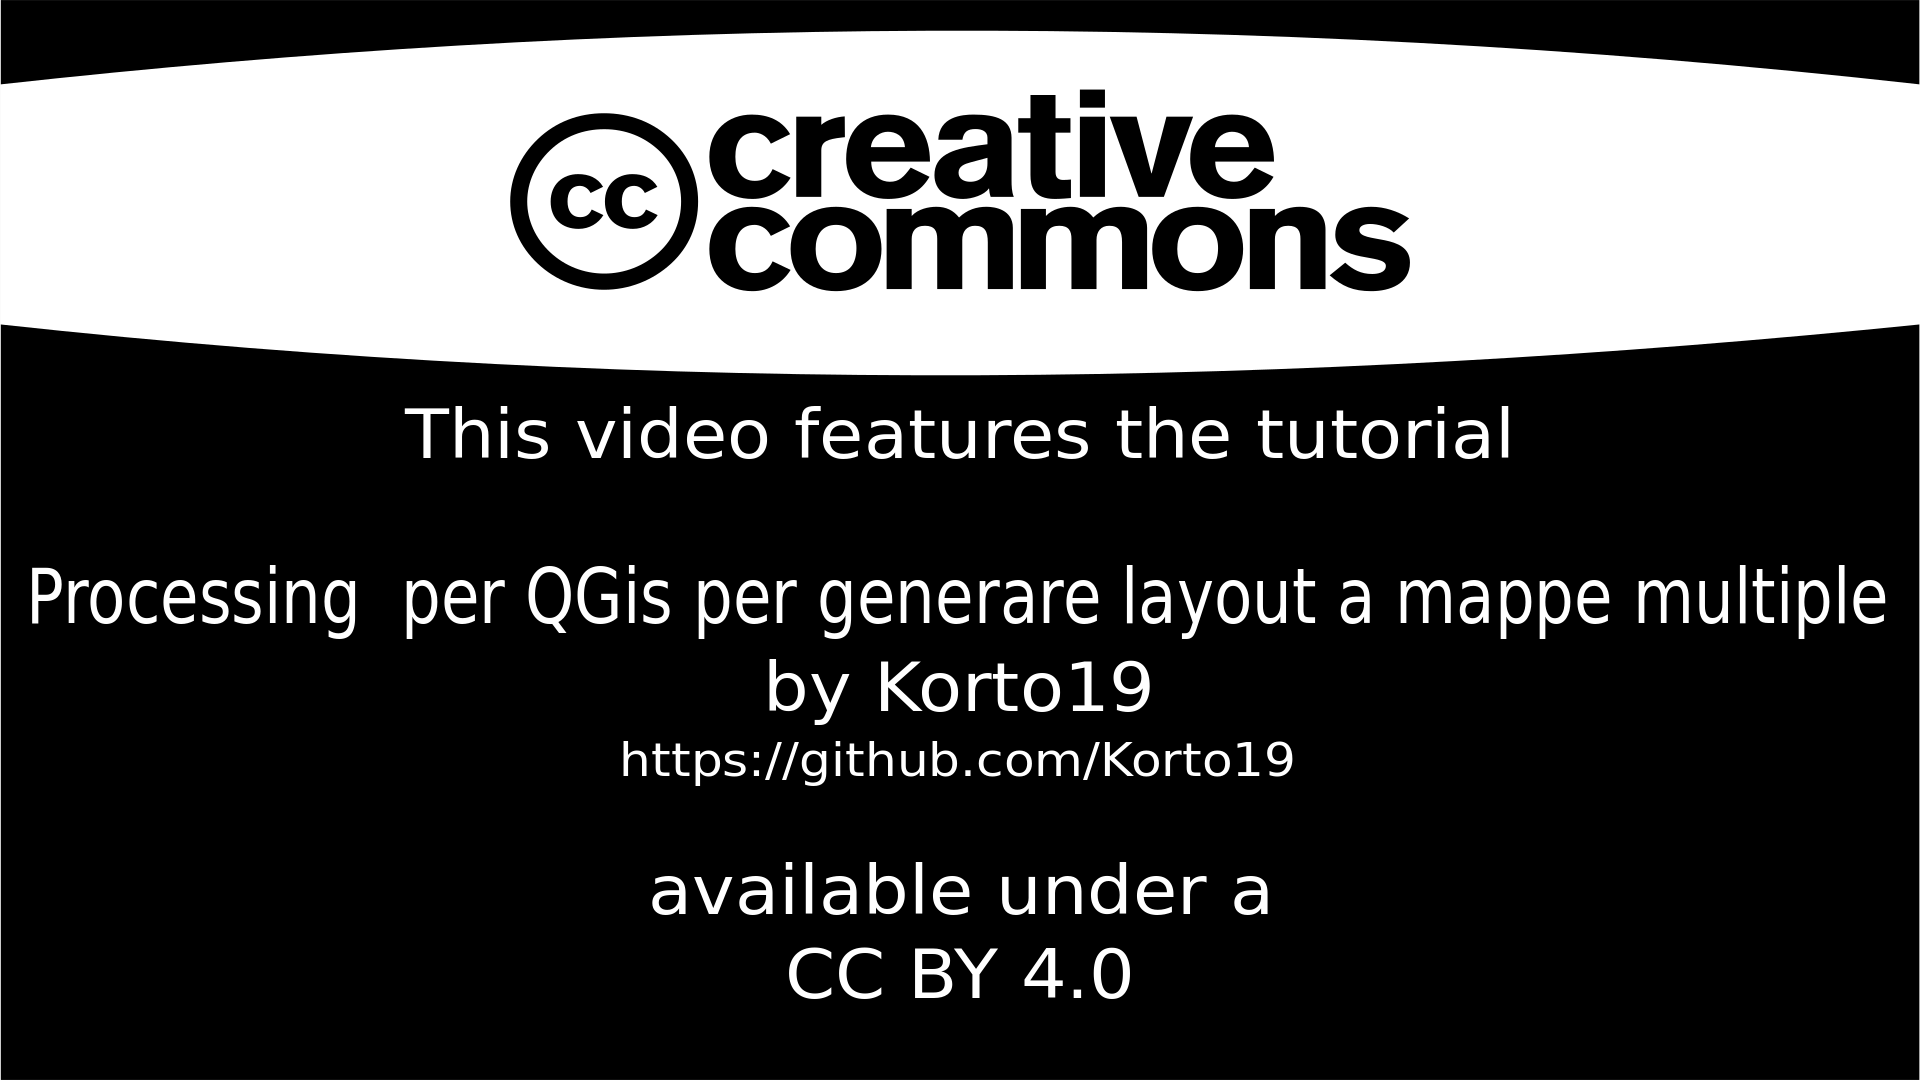 cc creative
commons
This video features the tutorial
Processing  per QGis per generare layout a mappe multiple
by Korto19
https://github.com/Korto19
available under a
CC BY 4.0